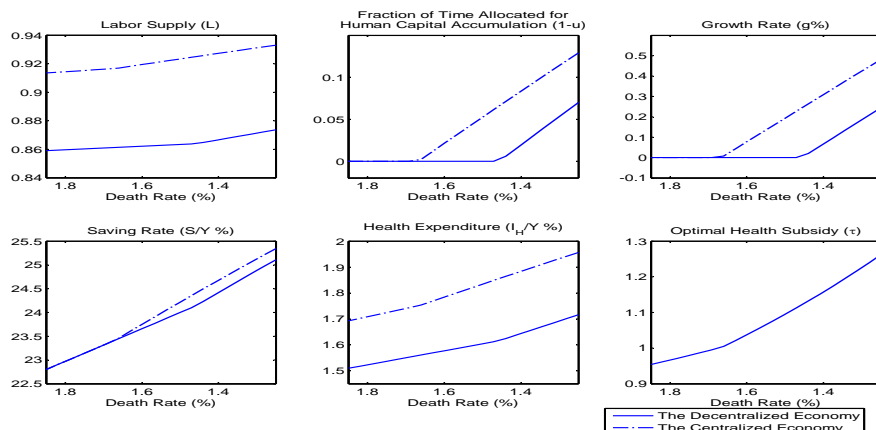 Labor Supply (L)
0.94
0.92
0.9
0.88
0.86
0.84
1.8 1.6 1.4
Death Rate (%)
Fraction of Time Allocated for
Human Capital Accumulation (1-u)
0.1
0.05
0
1.8 1.6 1.4
Death Rate (%)
Growth Rate (g%)
0.5
0.4
0.3
0.2
0.1
0
-0.1
1.8 1.6 1.4
Death Rate (%)
Saving Rate (S/Y %)
25.5
25
24.5
24
23.5
23
22.5
1.8 1.6 1.4
Death Rate (%)
Health Expenditure (I_H/Y %)
2
1.9
1.8
1.7
1.6
1.5
1.8 1.6 1.4
Death Rate (%)
Optimal Health Subsidy (τ)
1.3
1.2
1.1
1
0.9
1.8 1.6 1.4
Death Rate (%)
The Decentralized Economy
The Centralized Economy